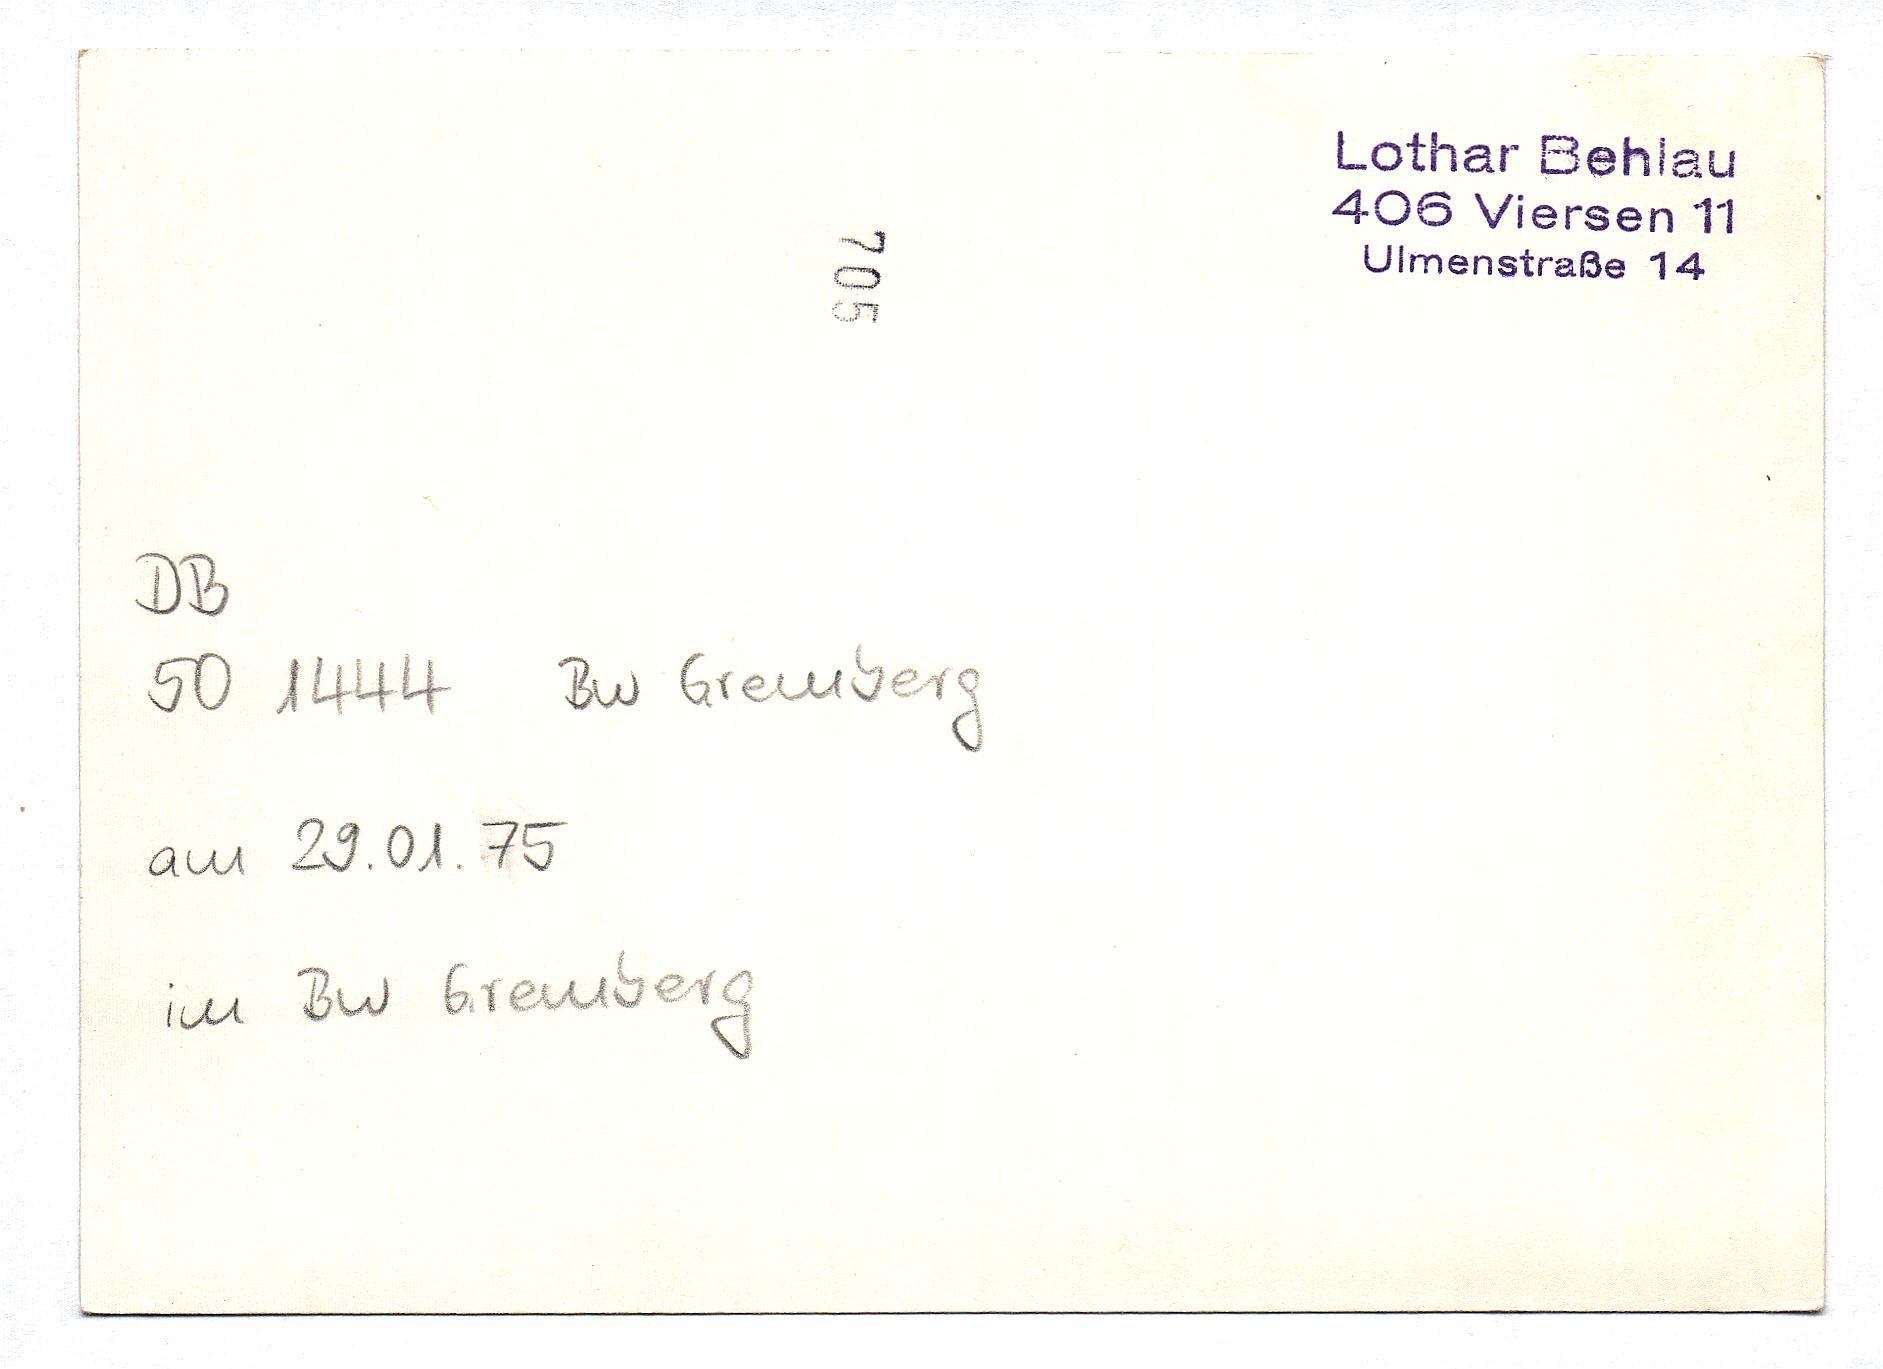 Lothar Behlau
406 Viersen 11
Ulmenstraße 14
705
DB
50 1444 Bw Gremberg
am 29.01.75
im Bw Gremberg